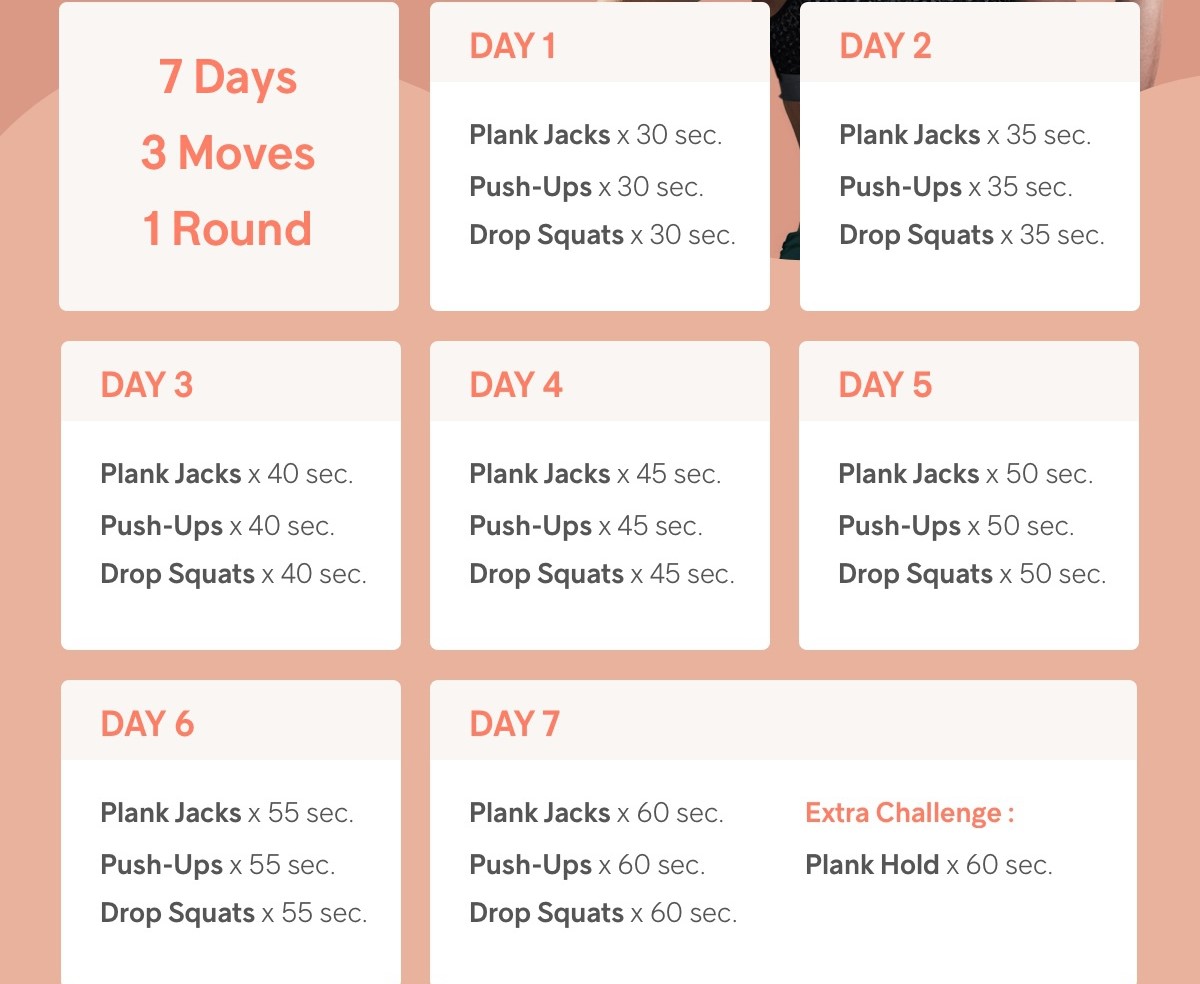 7 Days
3 Moves
1 Round
DAY 1
Plank Jacks x 30 sec.
Push-Ups x 30 sec.
Drop Squats x 30 sec.
DAY 2
Plank Jacks x 35 sec.
Push-Ups x 35 sec.
Drop Squats x 35 sec.
DAY 3
Plank Jacks x 40 sec.
Push-Ups x 40 sec.
Drop Squats x 40 sec.
DAY 4
Plank Jacks x 45 sec.
Push-Ups x 45 sec.
Drop Squats x 45 sec.
DAY 5
Plank Jacks x 50 sec.
Push-Ups x 50 sec.
Drop Squats x 50 sec.
DAY 6
Plank Jacks x 55 sec.
Push-Ups x 55 sec.
Drop Squats x 55 sec.
DAY 7
Plank Jacks x 60 sec.
Push-Ups x 60 sec.
Drop Squats x 60 sec.
Extra Challenge :
Plank Hold x 60 sec.